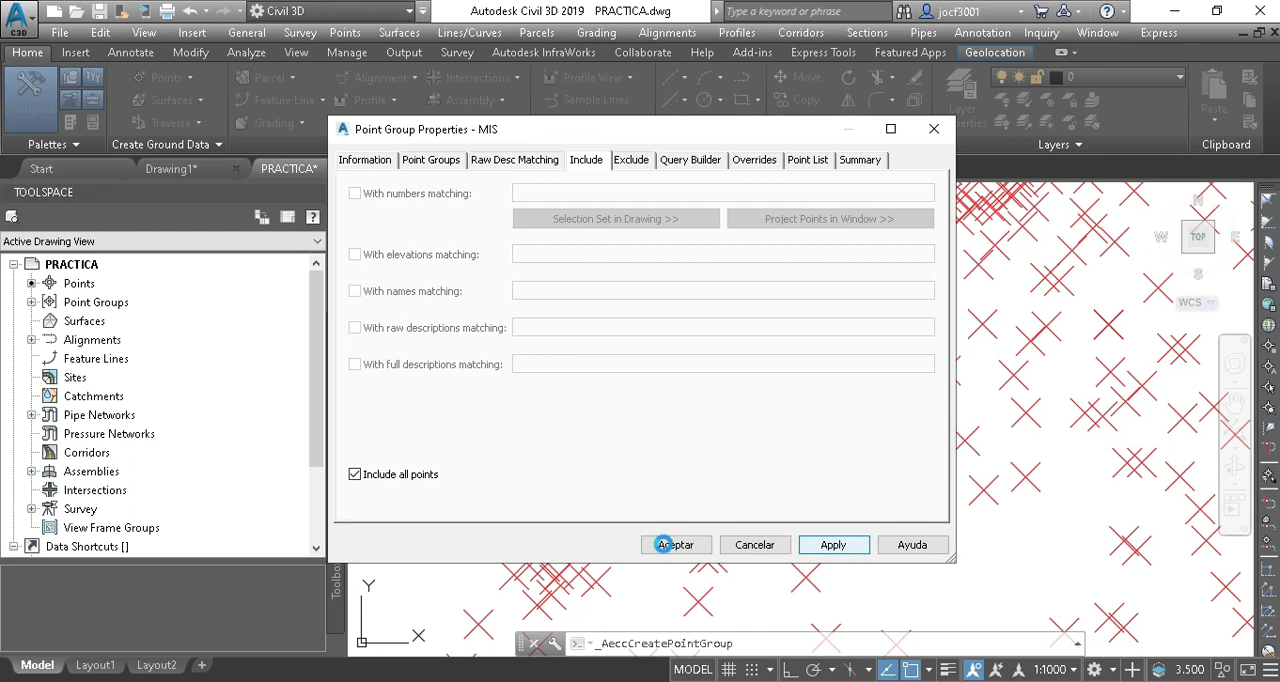 Civil 3D
Autodesk Civil 3D 2019 PRACTICA.dwg
Type a keyword or phrase
jocf3001
C3D
File Edit View Insert General Survey Points Surfaces Lines/Curves Parcels Grading Alignments Profiles Corridors Sections Pipes Annotation Inquiry Window Express
Home Insert Annotate Modify Analyze View Manage Output Survey Autodesk InfraWorks Collaborate Help Add-ins Express Tools Featured Apps Geolocation
Points Parcel Alignment Intersections Profile View Move 0
Surfaces Feature Line Profile Assembly Sample Lines Copy Layer Paste
Traverse Grading
Palettes Create Ground Data Layers Clipboard
Start Drawing1* PRACTICA*
TOOLSPACE
Active Drawing View
PRACTICA
Points
Point Groups
Surfaces
Alignments
Feature Lines
Sites
Catchments
Pipe Networks
Pressure Networks
Corridors
Assemblies
Intersections
Survey
View Frame Groups
Data Shortcuts []
Toolbox
Point Group Properties - MIS
Information Point Groups Raw Desc Matching Include Exclude Query Builder Overrides Point List Summary
With numbers matching:
Selection Set in Drawing >> Project Points in Window >>
With elevations matching:
With names matching:
With raw descriptions matching:
With full descriptions matching:
Include all points
Aceptar Cancelar Apply Ayuda
N
W TOP E
S
WCS
Y
X
_AeccCreatePointGroup
Model Layout1 Layout2 +
MODEL 1:1000 3.500